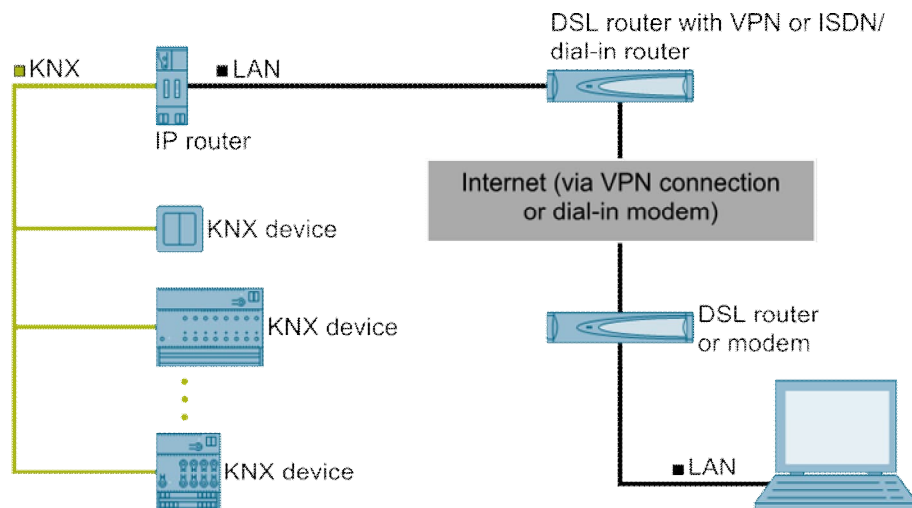 DSL router with VPN or ISDN/
dial-in router
KNX
LAN
IP router
Internet (via VPN connection
or dial-in modem)
KNX device
KNX device
DSL router
or modem
KNX device
LAN